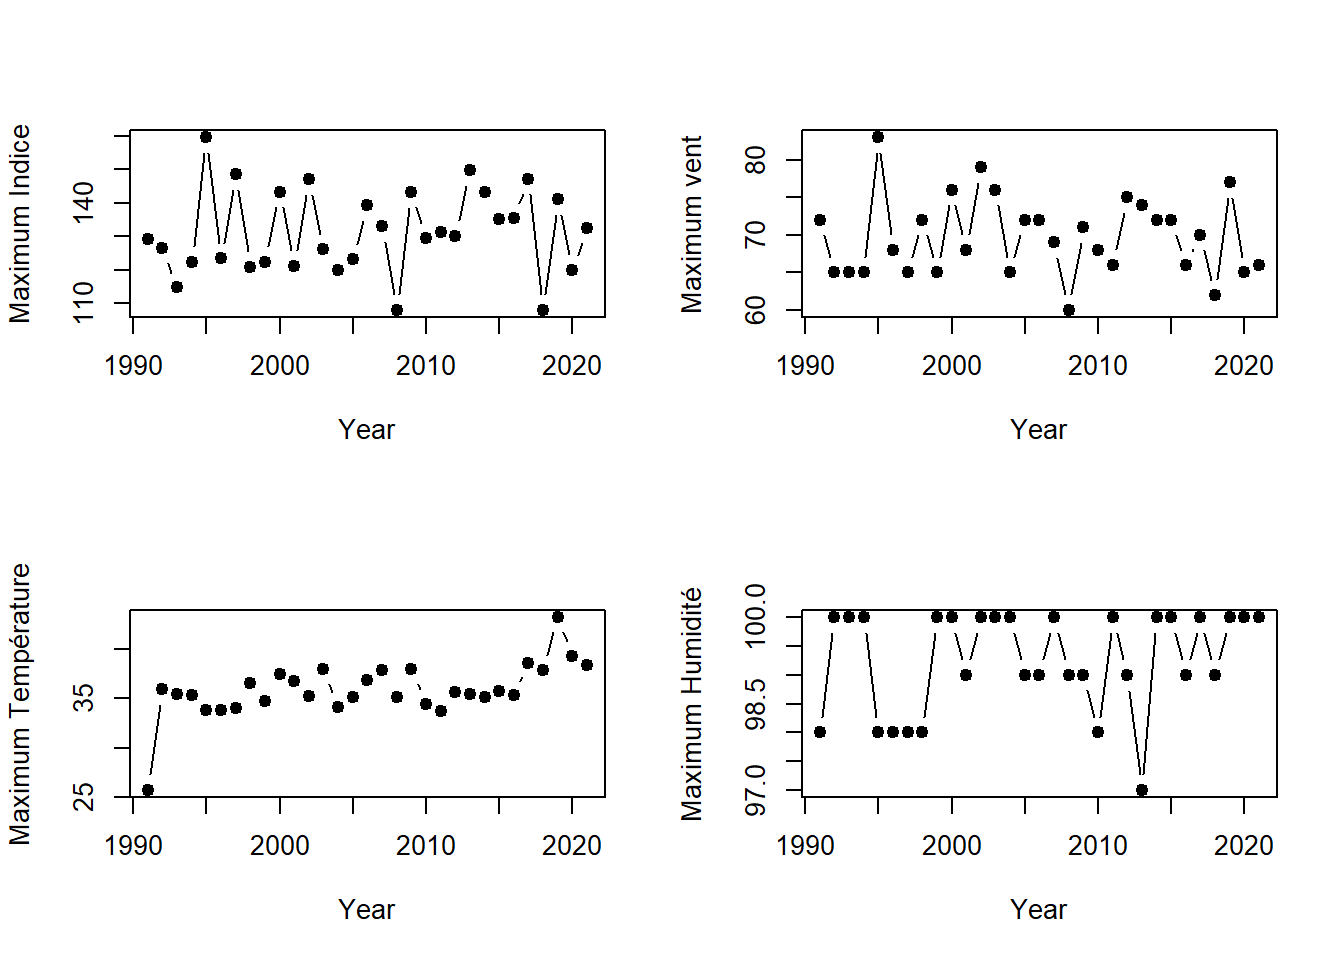 Maximum Indice
140
110
1990 2000 2010 2020
Year
Maximum vent
80
70
60
1990 2000 2010 2020
Year
Maximum Température
35
25
1990 2000 2010 2020
Year
Maximum Humidité
100.0
98.5
97.0
1990 2000 2010 2020
Year